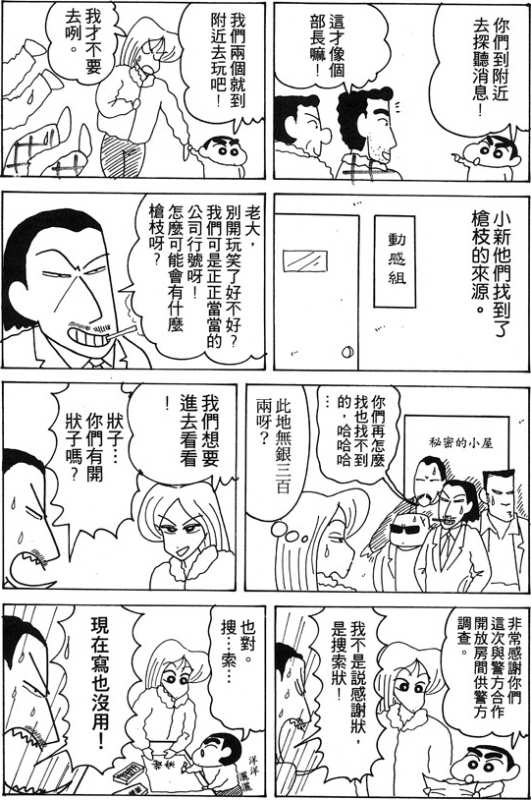 你們到附近
去探聽消息！
這才像個
部長嘛！
我們兩個就到
附近去玩吧！
我才不要
去咧。
小新他們找到了
槍枝的來源。
動感組
老大，
別開玩笑了好不好？
我們可是正正當當的
公司行號呀！
怎麼可能會有什麼
槍枝呀？
秘密的小屋
你們再怎麼
找也找不到
的，哈哈哈
…
此地無銀三百
兩呀？
我們想要
進去看看
！
狀子…
你們有開
狀子嗎？
非常感謝你們
這次與警方合作
開放房間供警方
調查。
我不是說感謝狀，
是搜索狀！
也對。
搜…索…
洋洋
灑灑
現在寫也沒用！